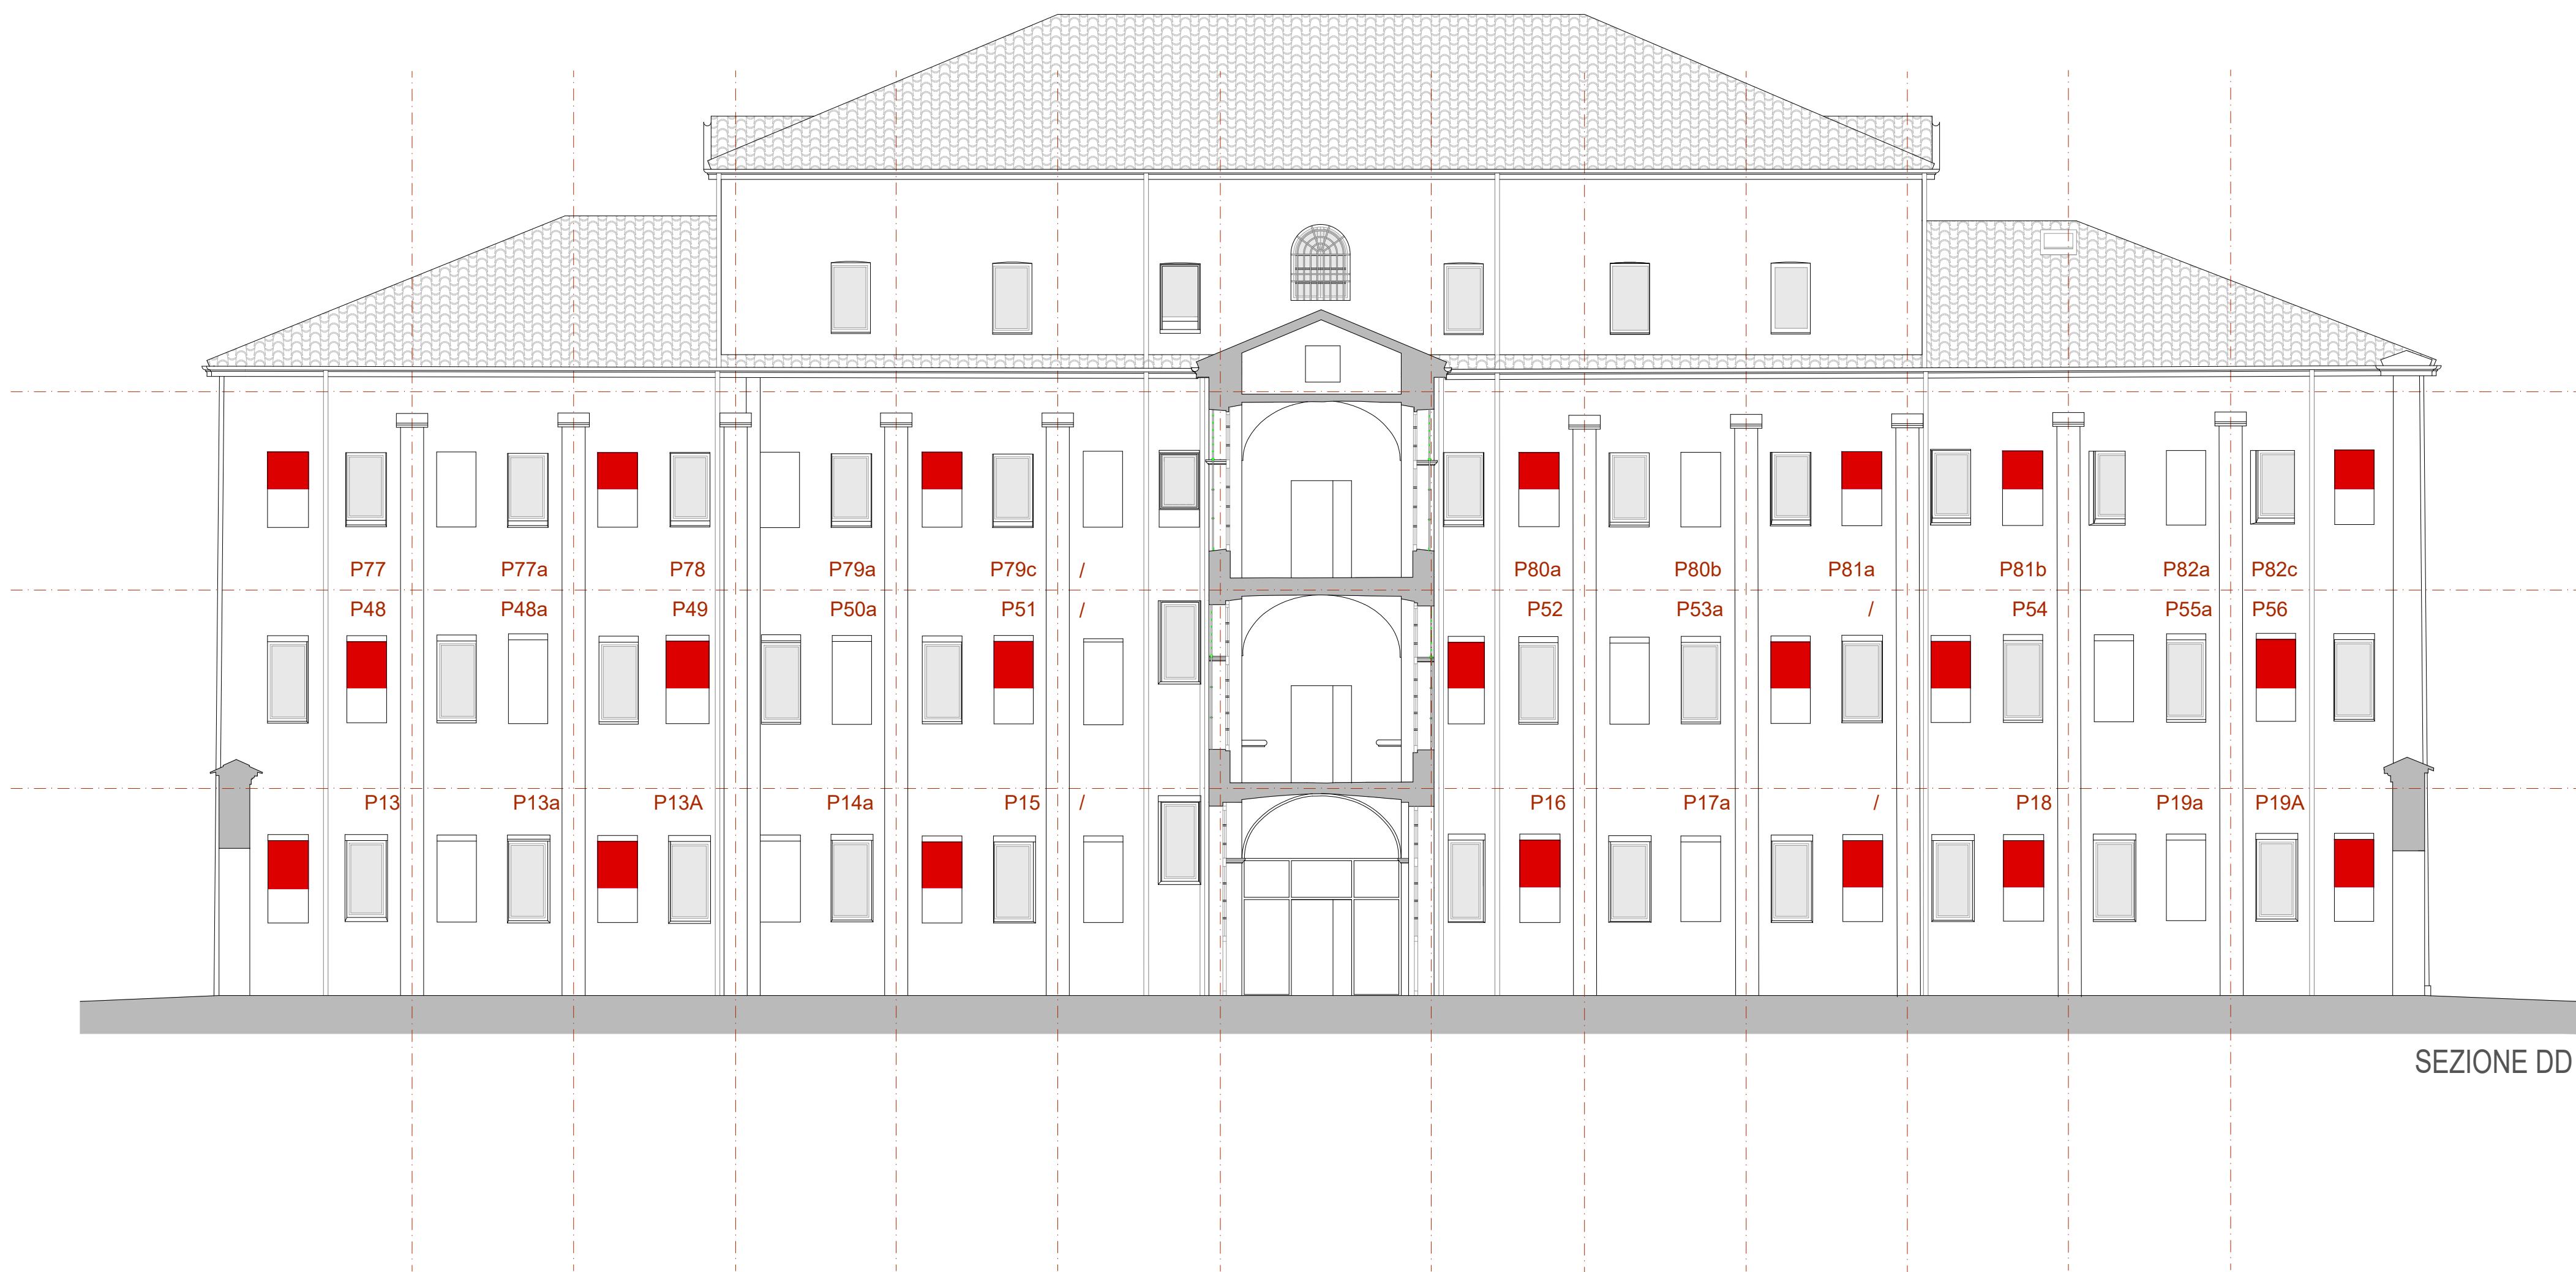 P77 P77a P78 P79a P79c / P80a P80b P81a P81b P82a P82c
P48 P48a P49 P50a P51 / P52 P53a / P54 P55a P56
P13 P13a P13A P14a P15 / P16 P17a / P18 P19a P19A
SEZIONE DD